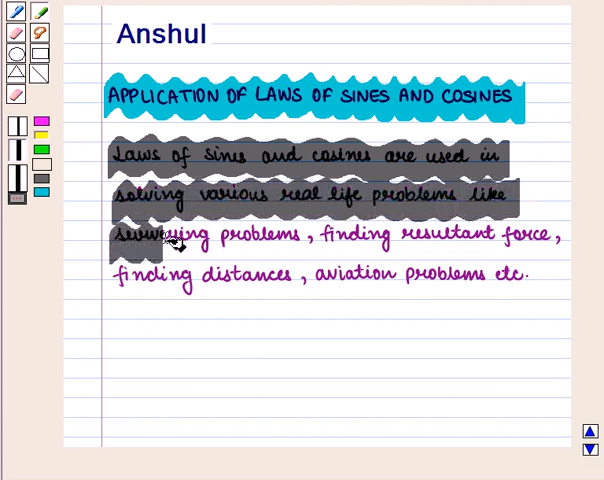 Anshul
APPLICATION OF LAWS OF SINES AND COSINES
Laws of sines and cosines are used in
solving various real life problems like
problems, finding resultant force,
finding distances, aviation problems etc.